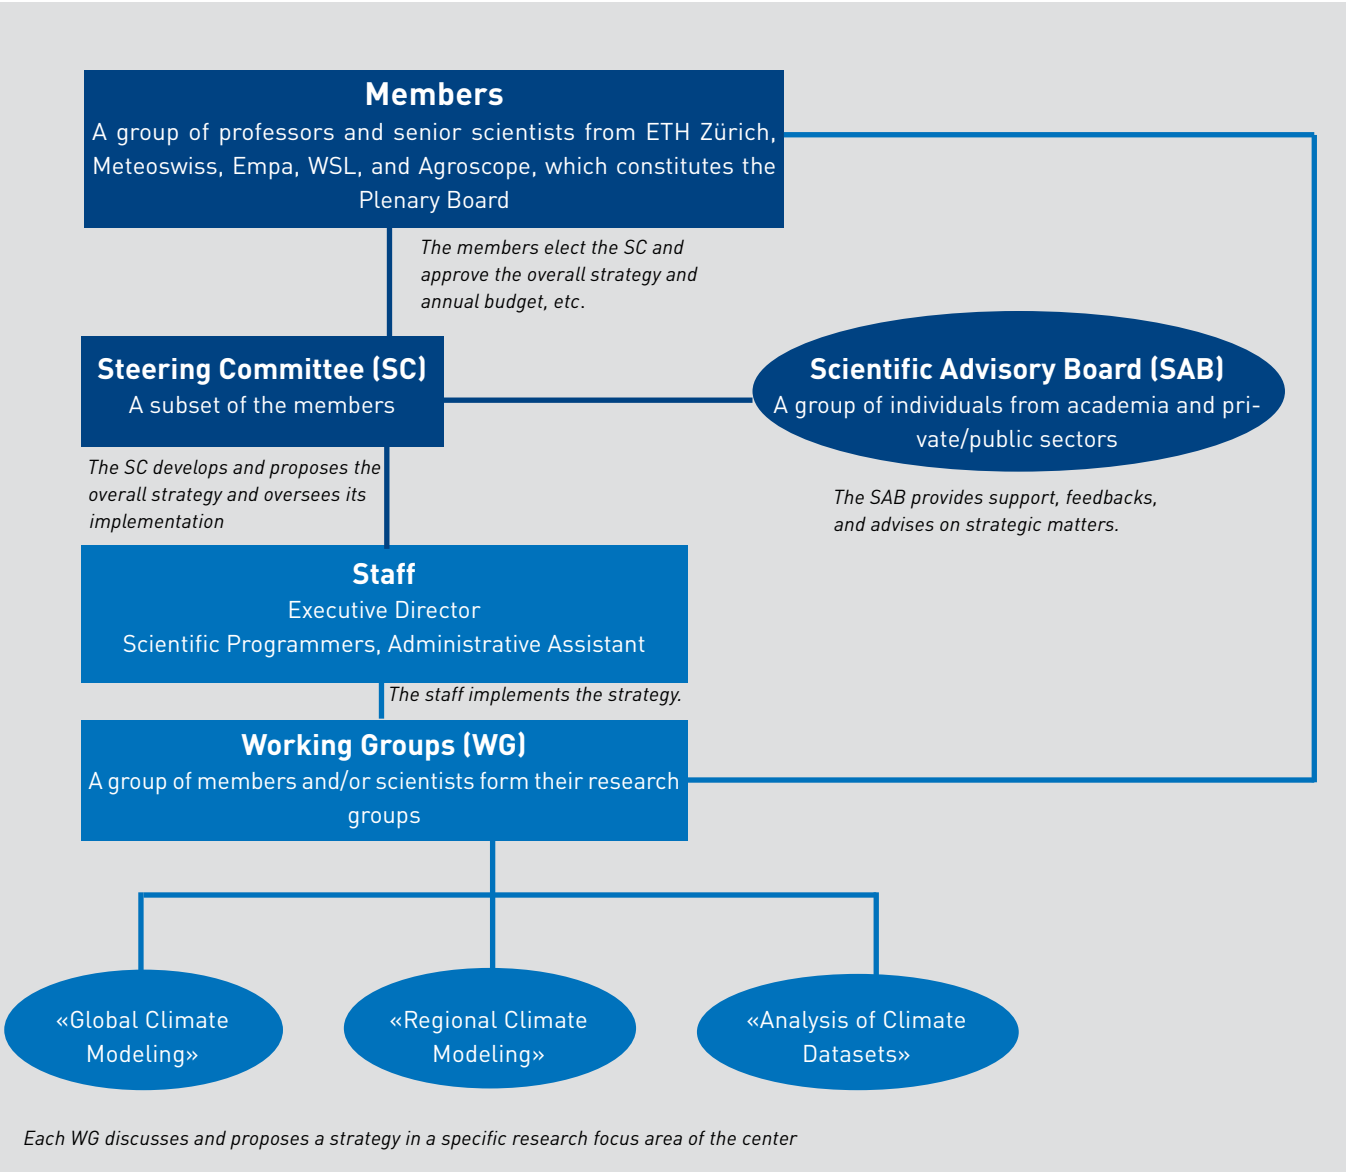 Members
A group of professors and senior scientists from ETH Zürich,
Meteoswiss, Empa, WSL, and Agroscope, which constitutes the
Plenary Board
The members elect the SC and
approve the overall strategy and
annual budget, etc.
Steering Committee (SC)
A subset of the members
Scientific Advisory Board (SAB)
A group of individuals from academia and pri-
vate/public sectors
The SC develops and proposes the
overall strategy and oversees its
implementation
The SAB provides support, feedbacks,
and advises on strategic matters.
Staff
Executive Director
Scientific Programmers, Administrative Assistant
The staff implements the strategy.
Working Groups (WG)
A group of members and/or scientists form their research
groups
«Global Climate
Modeling»
«Regional Climate
Modeling»
«Analysis of Climate
Datasets»
Each WG discusses and proposes a strategy in a specific research focus area of the center